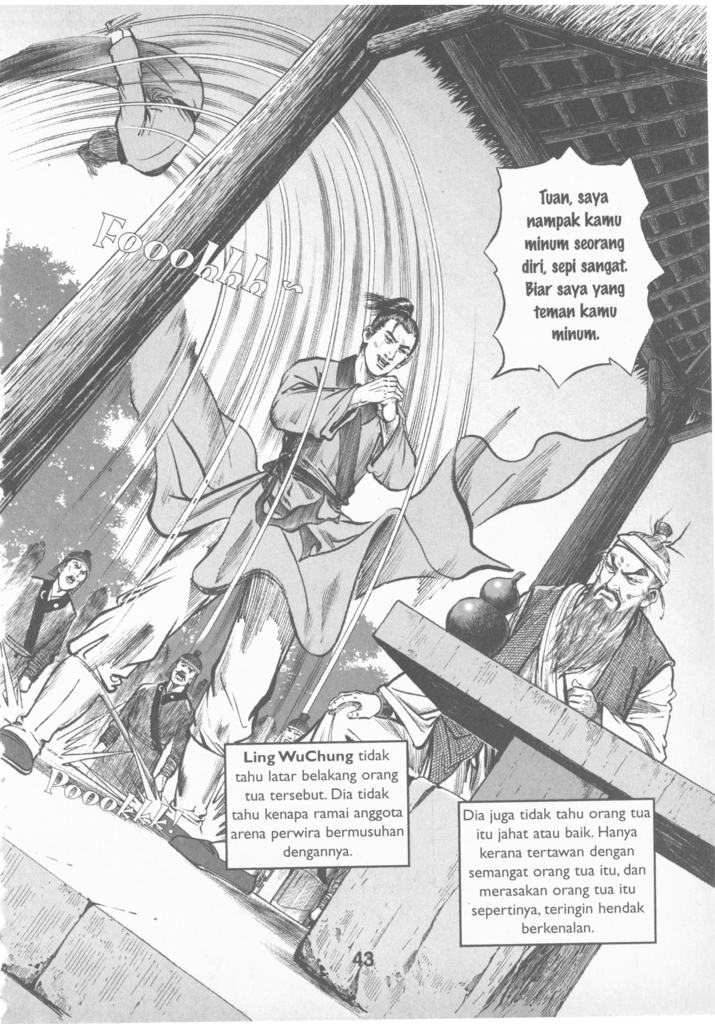 Tuan, saya
nampak kamu
minum seorang
diri, sepi sangat.
Biar saya yang
teman kamu
minum.
Fooohhh~
Ling WuChung tidak
tahu latar belakang orang
tua tersebut. Dia tidak
tahu kenapa ramai anggota
arena perwira bermusuhan
dengannya.
Dia juga tidak tahu orang tua
itu jahat atau baik. Hanya
kerana tertawan dengan
semangat orang tua itu, dan
merasakan orang tua itu
sepertinya, teringin hendak
berkenalan.
43